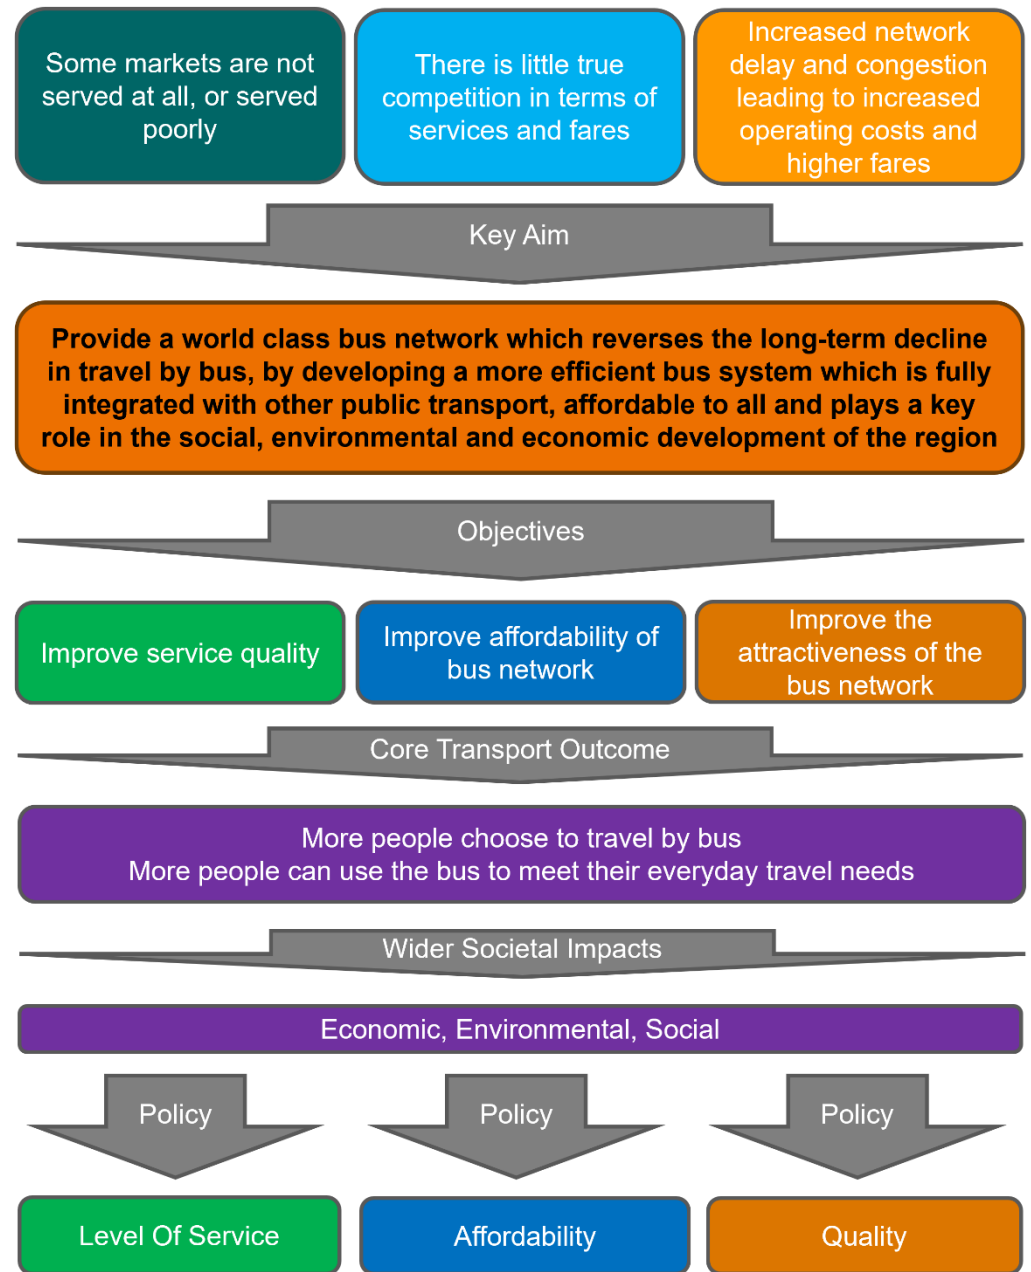 Some markets are not
served at all, or served
poorly
There is little true
competition in terms of
services and fares
Increased network
delay and congestion
leading to increased
operating costs and
higher fares
Key Aim
Provide a world class bus network which reverses the long-term decline
in travel by bus, by developing a more efficient bus system which is fully
integrated with other public transport, affordable to all and plays a key
role in the social, environmental and economic development of the region
Objectives
Improve service quality
Improve affordability of
bus network
Improve the
attractiveness of the
bus network
Core Transport Outcome
More people choose to travel by bus
More people can use the bus to meet their everyday travel needs
Wider Societal Impacts
Economic, Environmental, Social
Policy
Policy
Policy
Level Of Service
Affordability
Quality